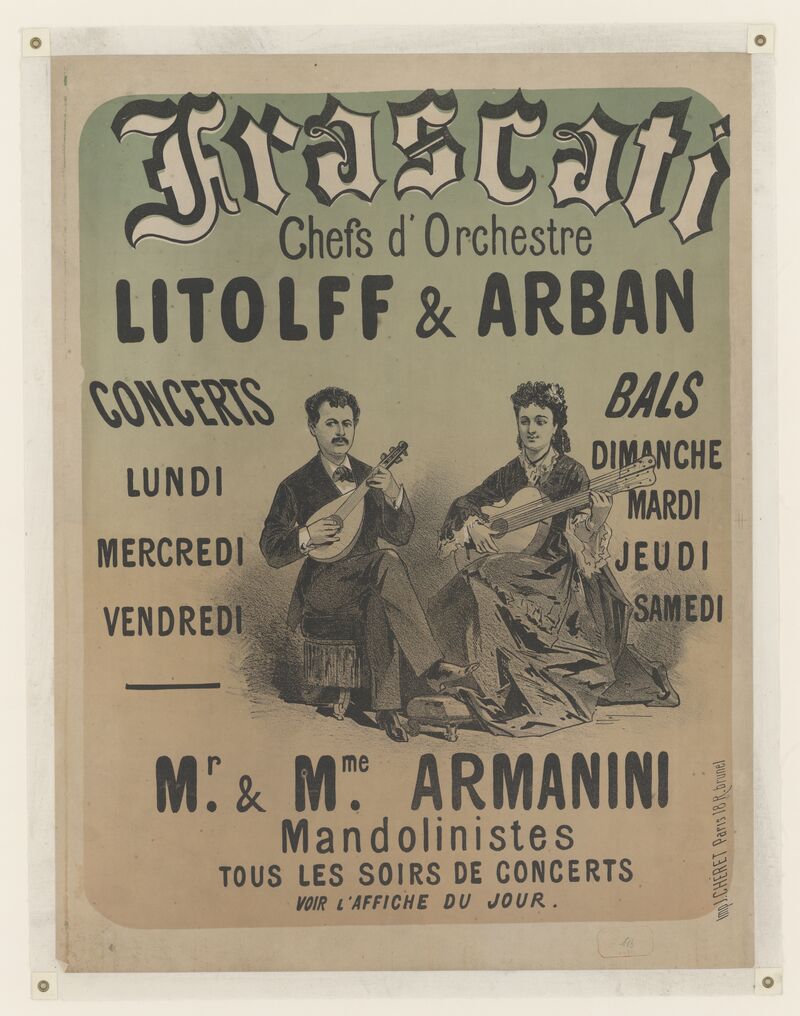 Frascati
Chefs d'Orchestre
LITOLFF & ARBAN
CONCERTS
LUNDI
MERCREDI
VENDREDI
BALS
DIMANCHE
MARDI
JEUDI
SAMEDI
Mr. & Mme. ARMANINI
Mandolinistes
TOUS LES SOIRS DE CONCERTS
VOIR L'AFFICHE DU JOUR.
Imp. J. CHÉRET Paris 18 R. brunel